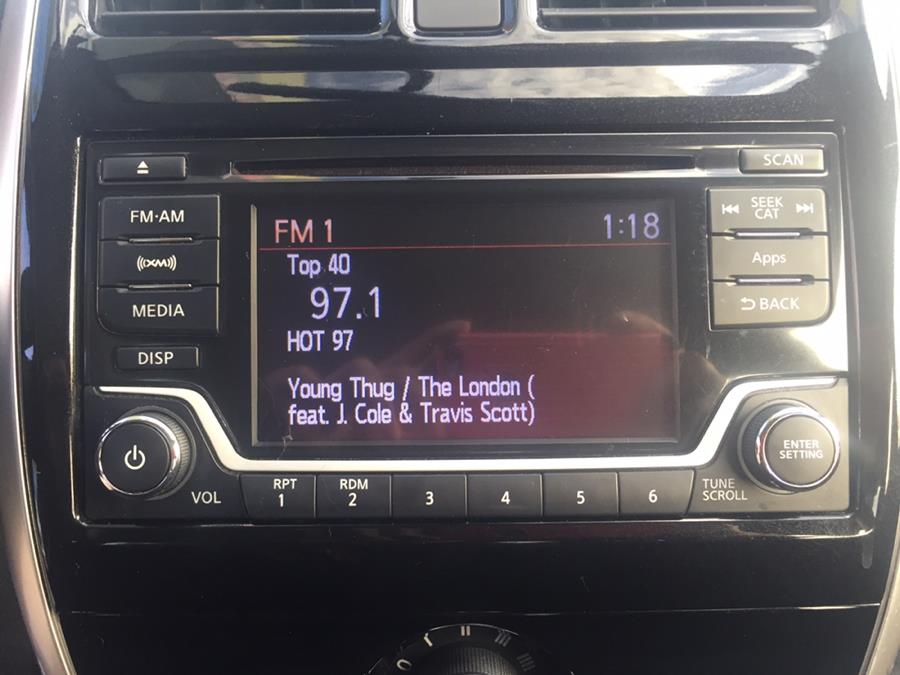 SCAN
FM·AM
SEEK
CAT
(((XM)))
Apps
MEDIA
BACK
DISP
FM 1 1:18
Top 40
97.1
HOT 97
Young Thug / The London (
feat. J. Cole & Travis Scott)
ENTER
SETTING
VOL
RPT
1
RDM
2
3
4
5
6
TUNE
SCROLL
0